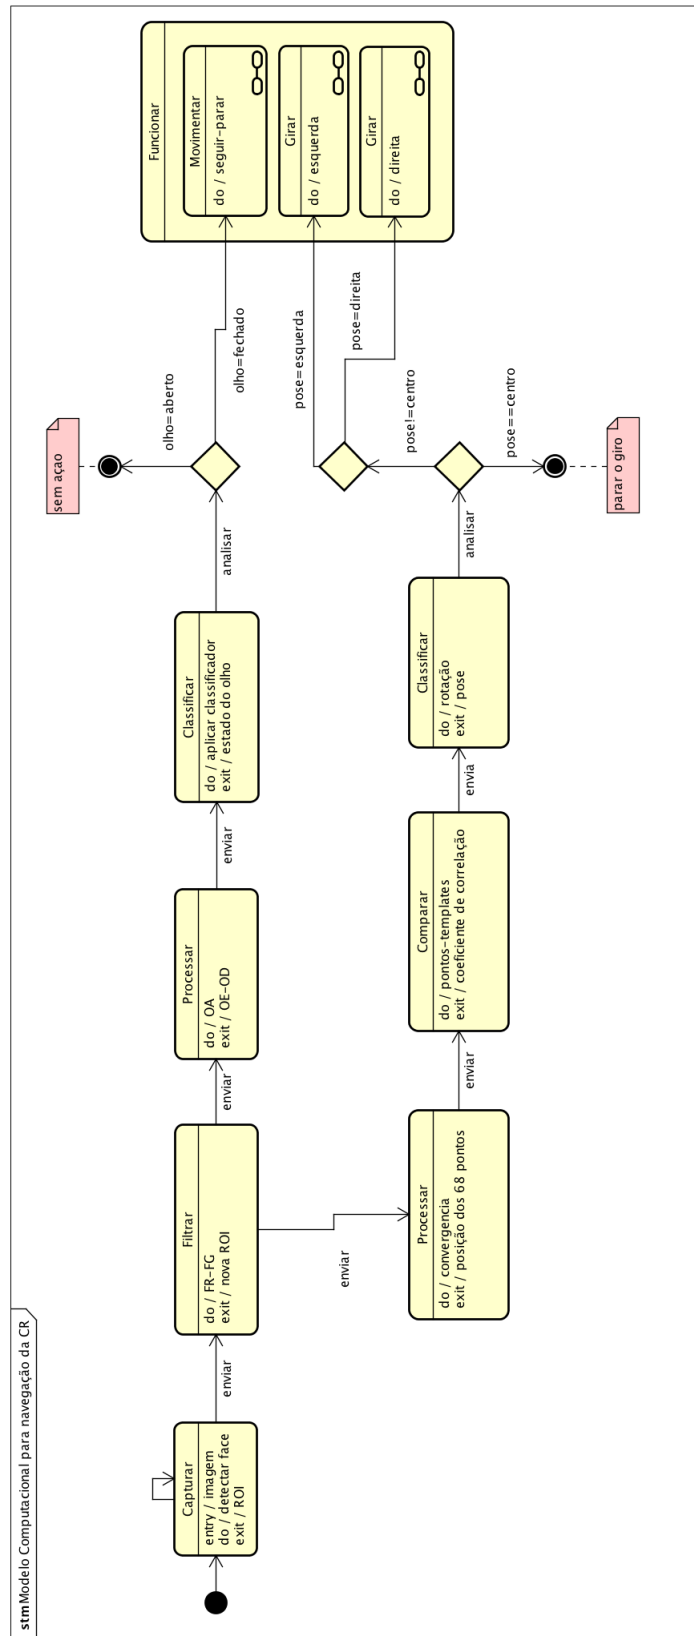 stm Modelo Computacional para navegação da CR
Capturar
entry / imagem
do / detectar face
exit / ROI
enviar
Filtrar
do / FR-FG
exit / nova ROI
enviar
Processar
do / OA
exit / OE-OD
enviar
Classificar
do / aplicar classificador
exit / estado do olho
analisar
olho=aberto
sem açao
olho=fechado
enviar
Processar
do / convergencia
exit / posição dos 68 pontos
enviar
Comparar
do / pontos-templates
exit / coeficiente de correlação
envia
Classificar
do / rotação
exit / pose
analisar
pose==centro
parar o giro
pose!=centro
pose=esquerda
pose=direita
Funcionar
Movimentar
do / seguir-parar
Girar
do / esquerda
Girar
do / direita